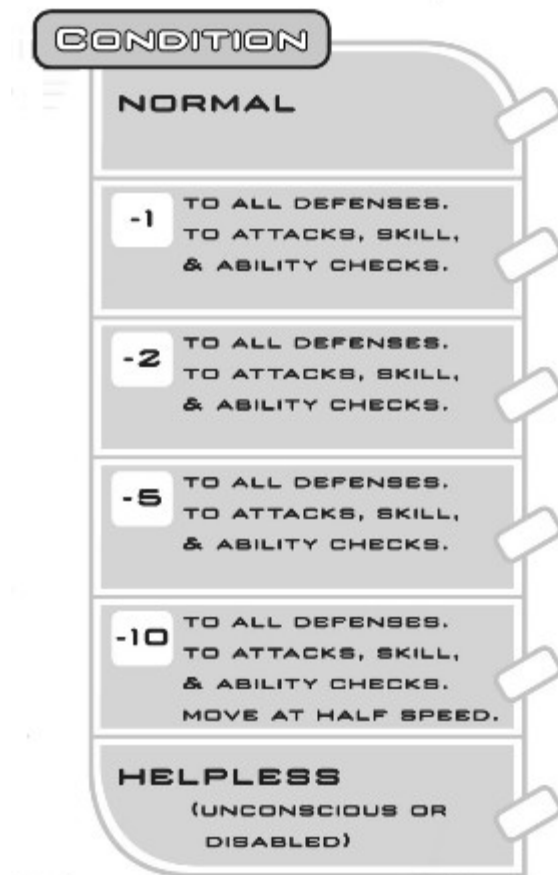 CONDITION
NORMAL
-1 TO ALL DEFENSES.
TO ATTACKS, SKILL,
& ABILITY CHECKS.
-2 TO ALL DEFENSES.
TO ATTACKS, SKILL,
& ABILITY CHECKS.
-5 TO ALL DEFENSES.
TO ATTACKS, SKILL,
& ABILITY CHECKS.
-10 TO ALL DEFENSES.
TO ATTACKS, SKILL,
& ABILITY CHECKS.
MOVE AT HALF SPEED.
HELPLESS
(UNCONSCIOUS OR
DISABLED)